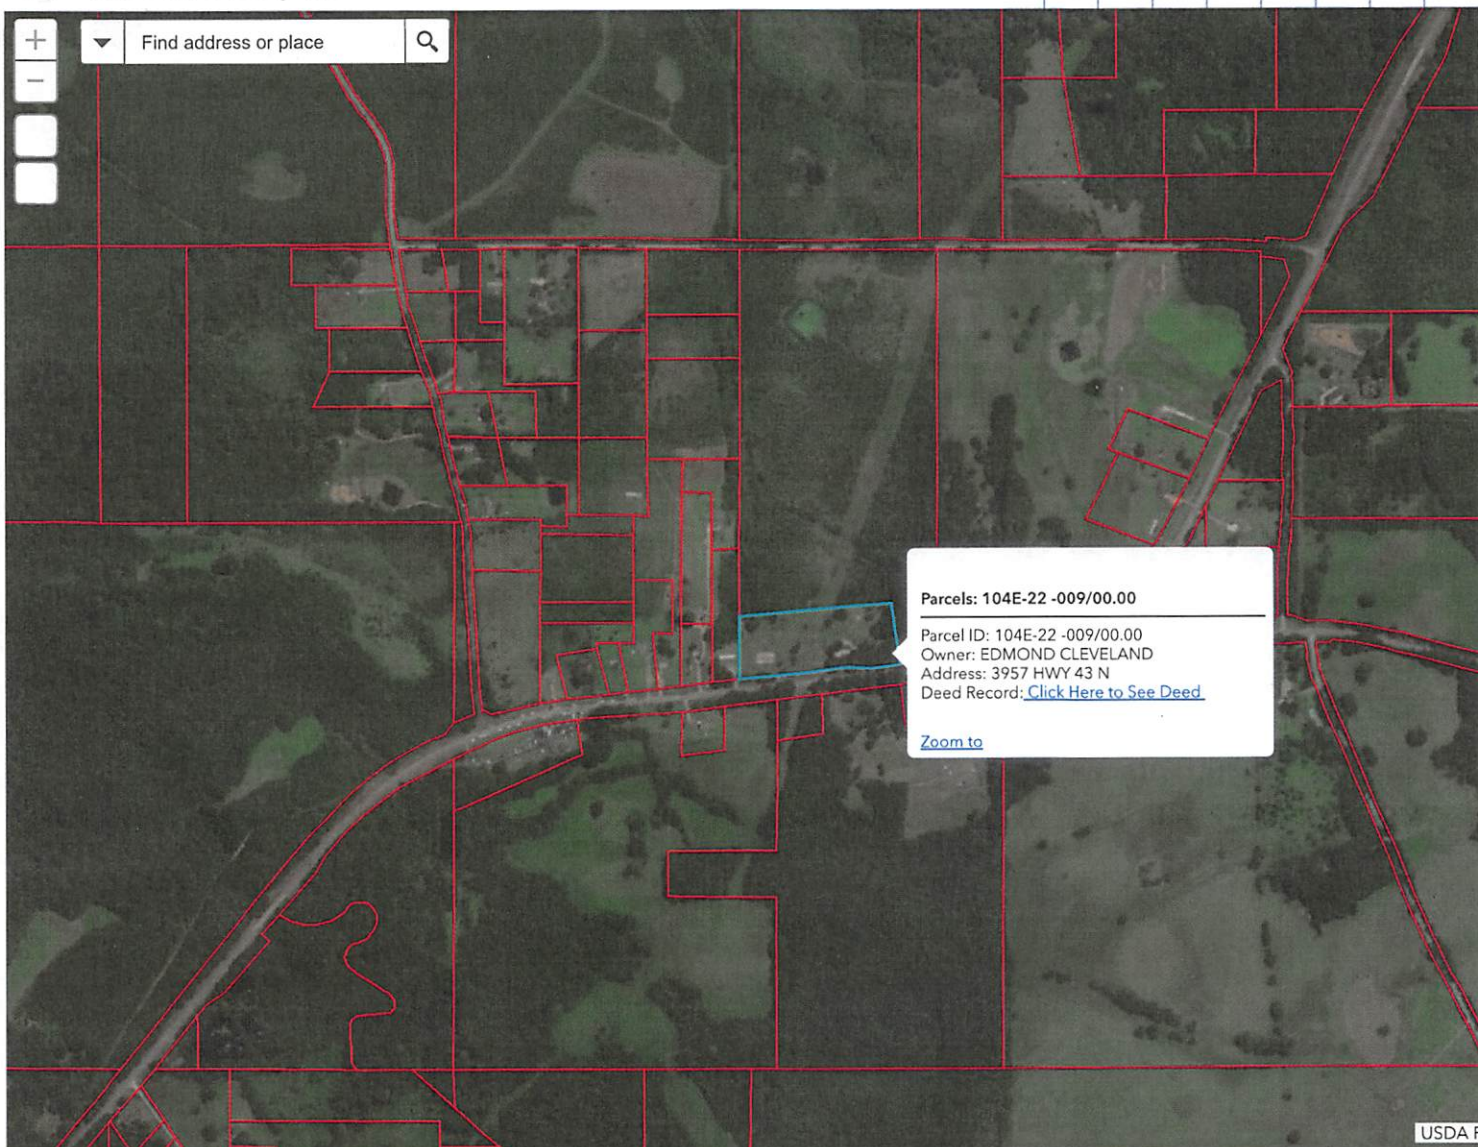 +
Find address or place
−
Parcels: 104E-22 -009/00.00
Parcel ID: 104E-22 -009/00.00
Owner: EDMOND CLEVELAND
Address: 3957 HWY 43 N
Deed Record: Click Here to See Deed
Zoom to
USDA F